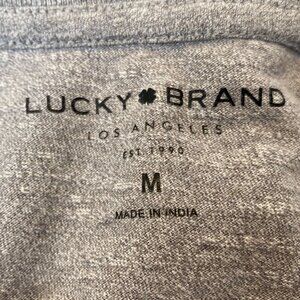 LUCKY BRAND
LOS ANGELES
EST. 1990
M
MADE IN INDIA